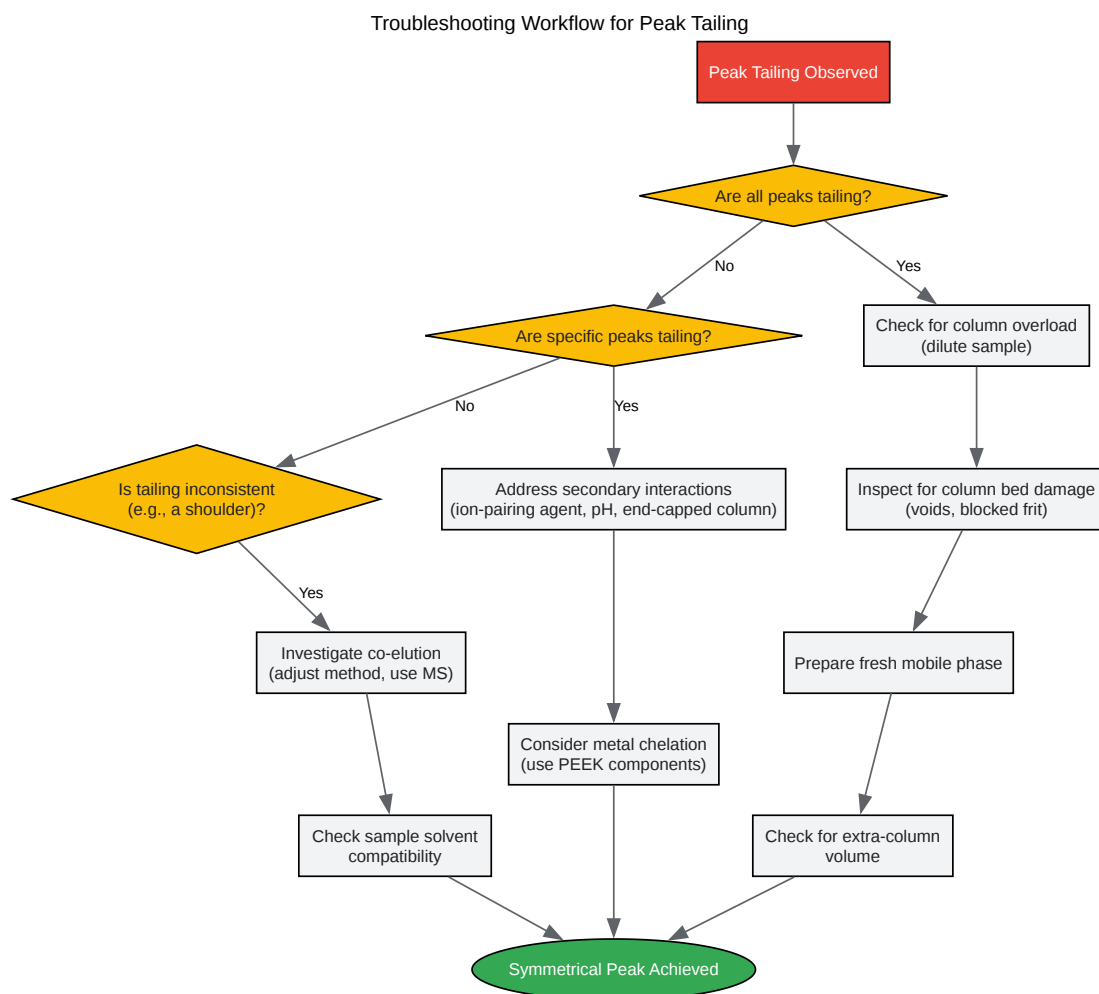 Troubleshooting Workflow for Peak Tailing
Peak Tailing Observed
Are all peaks tailing?
No
Yes
Are specific peaks tailing?
Check for column overload
(dilute sample)
No
Yes
Is tailing inconsistent
(e.g., a shoulder)?
Address secondary interactions
(ion-pairing agent, pH, end-capped column)
Inspect for column bed damage
(voids, blocked frit)
Yes
Investigate co-elution
(adjust method, use MS)
Prepare fresh mobile phase
Consider metal chelation
(use PEEK components)
Check sample solvent
compatibility
Check for extra-column
volume
Symmetrical Peak Achieved